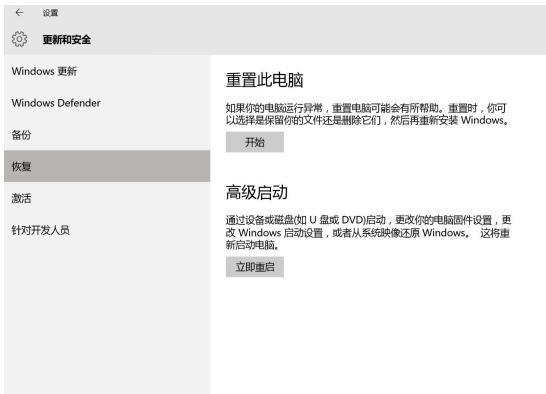 ← 设置
更新和安全
Windows 更新
Windows Defender
备份
恢复
激活
针对开发人员
重置此电脑
如果你的电脑运行异常，重置电脑可能会有所帮助。重置时，你可
以选择是保留你的文件还是删除它们，然后再重新安装 Windows。
开始
高级启动
通过设备或磁盘(如 U 盘或 DVD)启动，更改你的电脑固件设置，更
改 Windows 启动设置，或者从系统映像还原 Windows。 这将重
新启动电脑。
立即重启